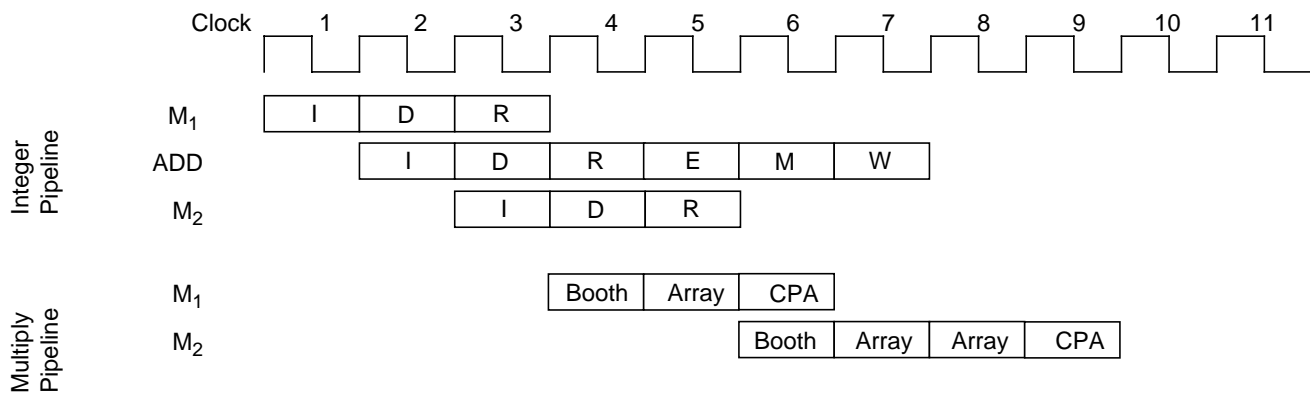 Clock 1 2 3 4 5 6 7 8 9 10 11
Integer
Pipeline
M1 I D R
ADD I D R E M W
M2 I D R
Multiply
Pipeline
M1 Booth Array CPA
M2 Booth Array Array CPA